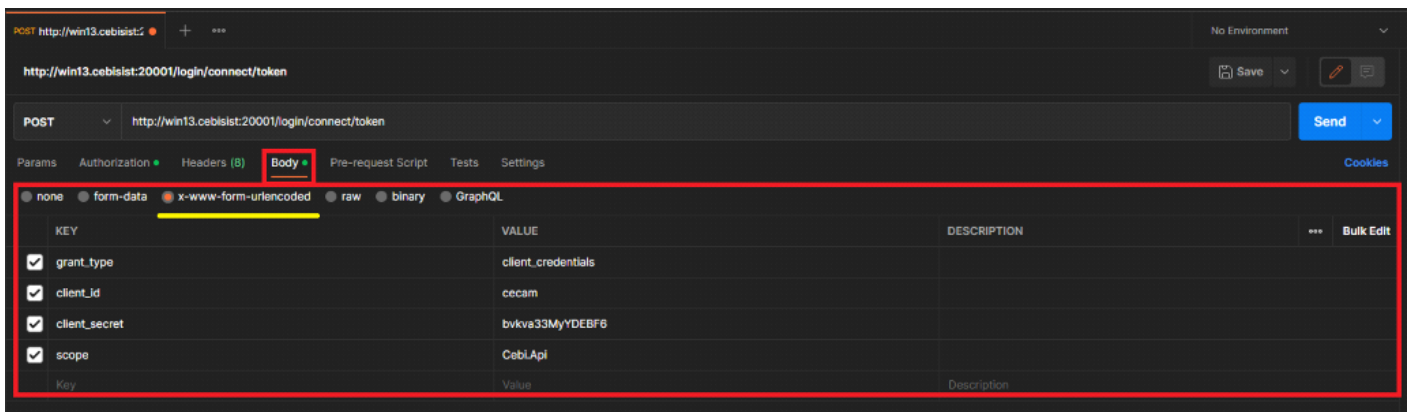 POST http://win13.cebisist:2 + ooo No Environment
http://win13.cebisist:20001/login/connect/token Save
POST http://win13.cebisist:20001/login/connect/token Send
Params Authorization Headers (8) Body Pre-request Script Tests Settings Cookies
none form-data x-www-form-urlencoded raw binary GraphQL
KEY VALUE DESCRIPTION ooo Bulk Edit
grant_type client_credentials
client_id cecam
client_secret bvkva33MyYDEBF6
scope Cebi.Api
Key Value Description